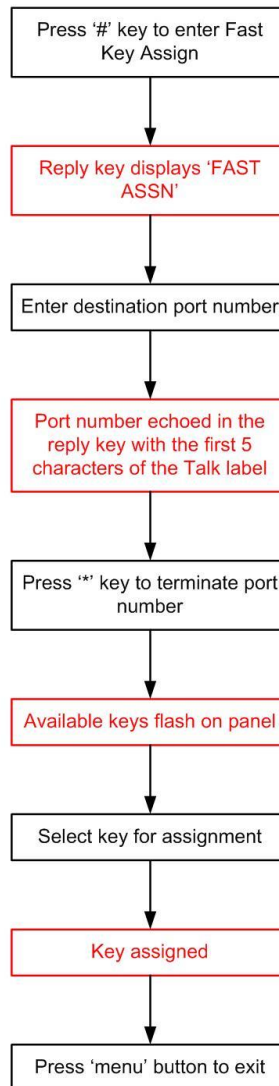 Press ‘#’ key to enter Fast
Key Assign
Reply key displays ‘FAST
ASSN’
Enter destination port number
Port number echoed in the
reply key with the first 5
characters of the Talk label
Press ‘*’ key to terminate port
number
Available keys flash on panel
Select key for assignment
Key assigned
Press ‘menu’ button to exit